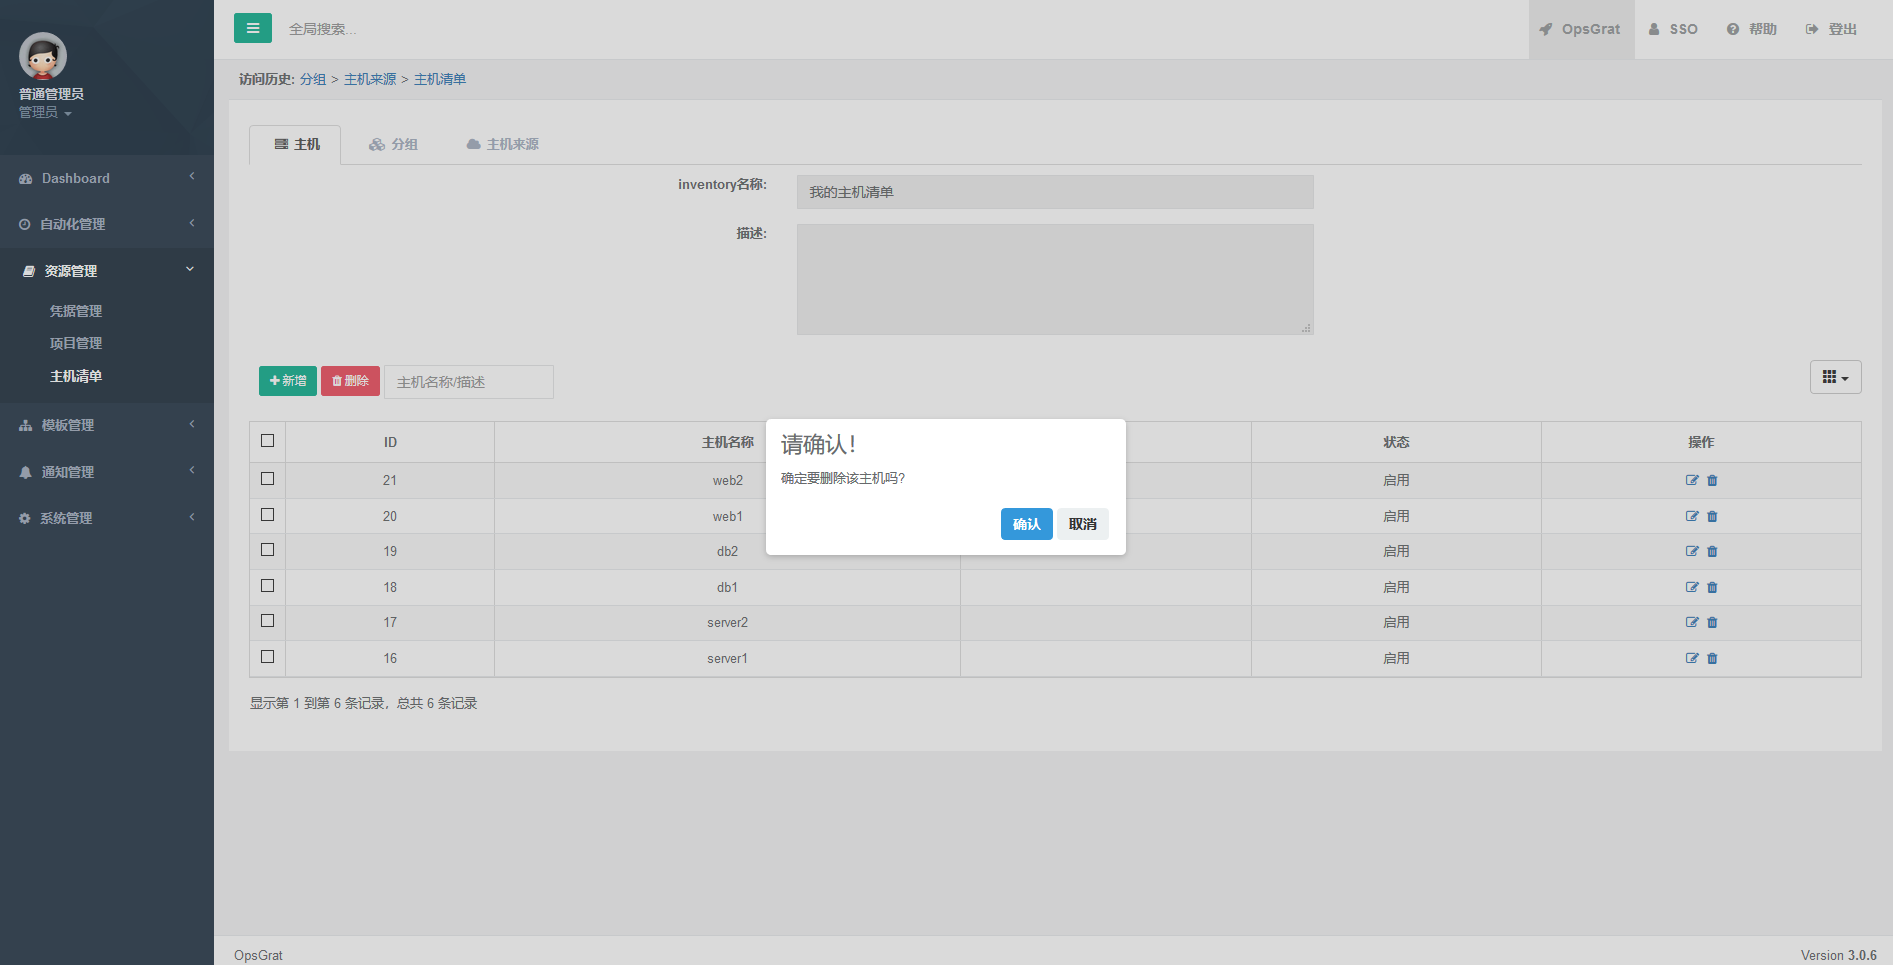 普通管理员
管理员
Dashboard
自动化管理
资源管理
凭据管理
项目管理
主机清单
模板管理
通知管理
系统管理
全局搜索...
OpsGrat
SSO
帮助
登出
访问历史: 分组 > 主机来源 > 主机清单
主机 分组 主机来源
inventory名称: 我的主机清单
描述:
新增 删除 主机名称/描述
ID 主机名称 状态 操作
21 web2 启用
20 web1 启用
19 db2 启用
18 db1 启用
17 server2 启用
16 server1 启用
显示第 1 到第 6 条记录，总共 6 条记录
请确认！
确定要删除该主机吗?
确认 取消
OpsGrat
Version 3.0.6